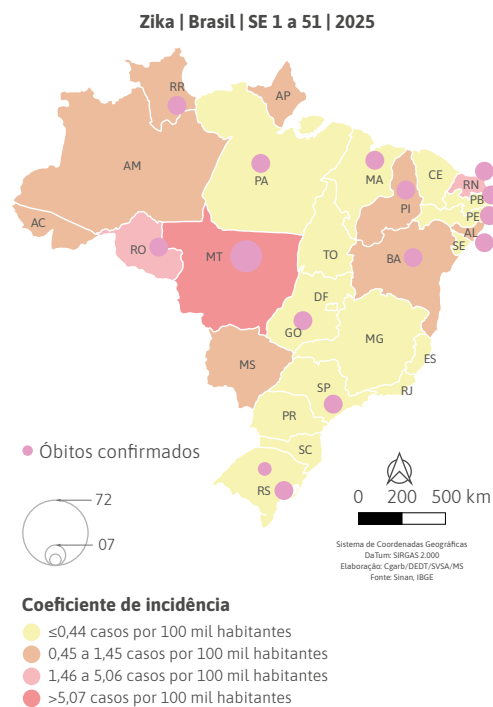 Zika | Brasil | SE 1 a 51 | 2025
RR
AP
AM
PA
MA
CE
RN
PB
PE
PI
AL
SE
AC
RO
MT
TO
BA
DF
GO
MG
ES
MS
SP
RJ
PR
SC
RS
Óbitos confirmados
72
07
0 200 500 km
Sistema de Coordenadas Geográficas
DaTum: SIRGAS 2.000
Elaboração: Cgarb/DEDT/SVSA/MS
Fonte: Sinan, IBGE
Coeficiente de incidência
≤0,44 casos por 100 mil habitantes
0,45 a 1,45 casos por 100 mil habitantes
1,46 a 5,06 casos por 100 mil habitantes
>5,07 casos por 100 mil habitantes